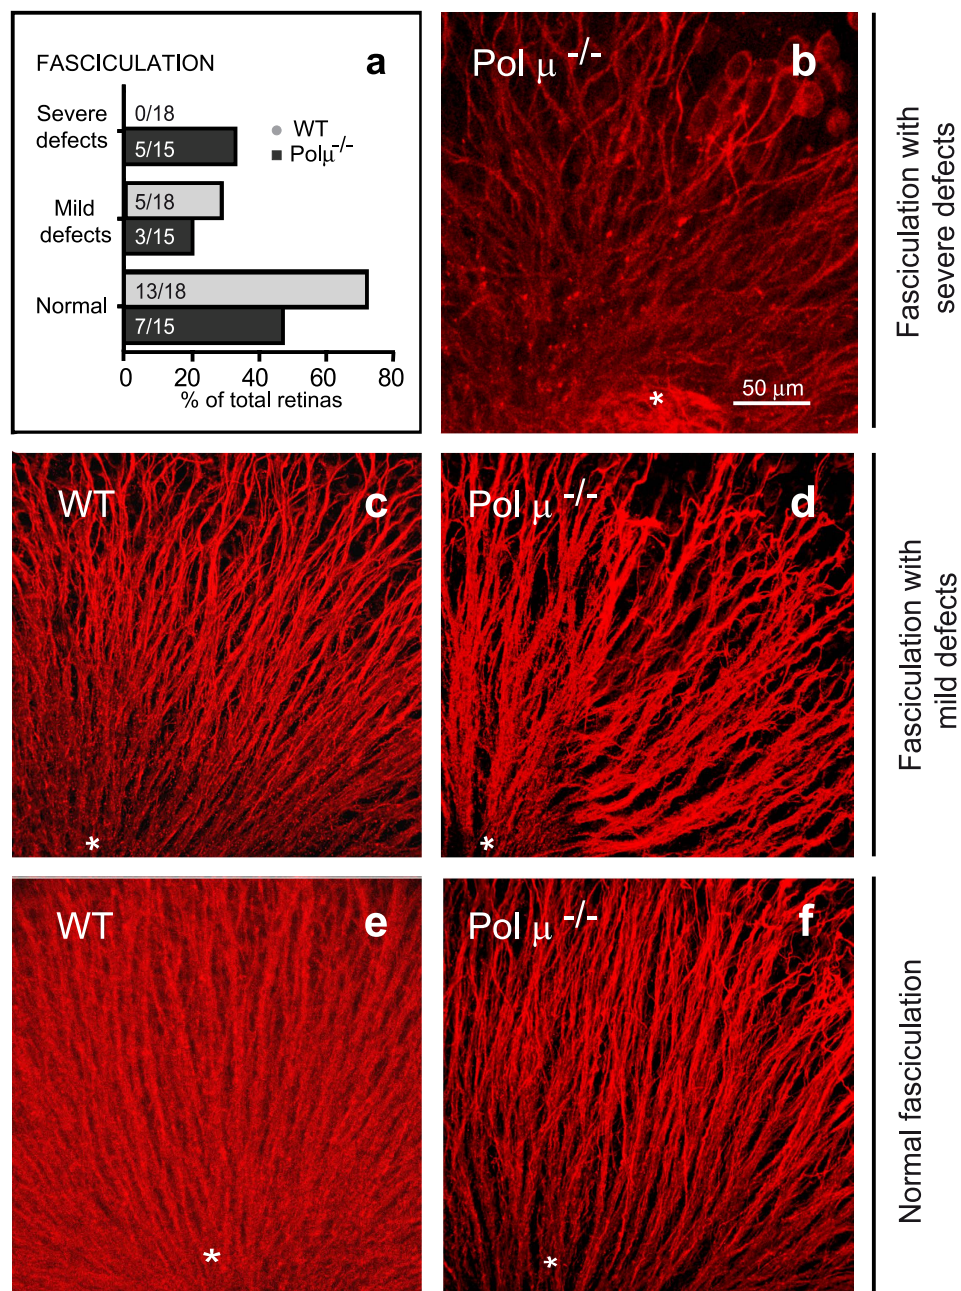 FASCICULATION
a
Severe
defects
0/18
5/15
WT
Polμ-/-
Mild
defects
5/18
3/15
Normal
13/18
7/15
0 20 40 60 80
% of total retinas
Pol μ -/-
b
*
50 μm
Fasciculation with
severe defects
WT
c
*
Pol μ -/-
d
*
Fasciculation with
mild defects
WT
e
*
Pol μ -/-
f
*
Normal fasciculation